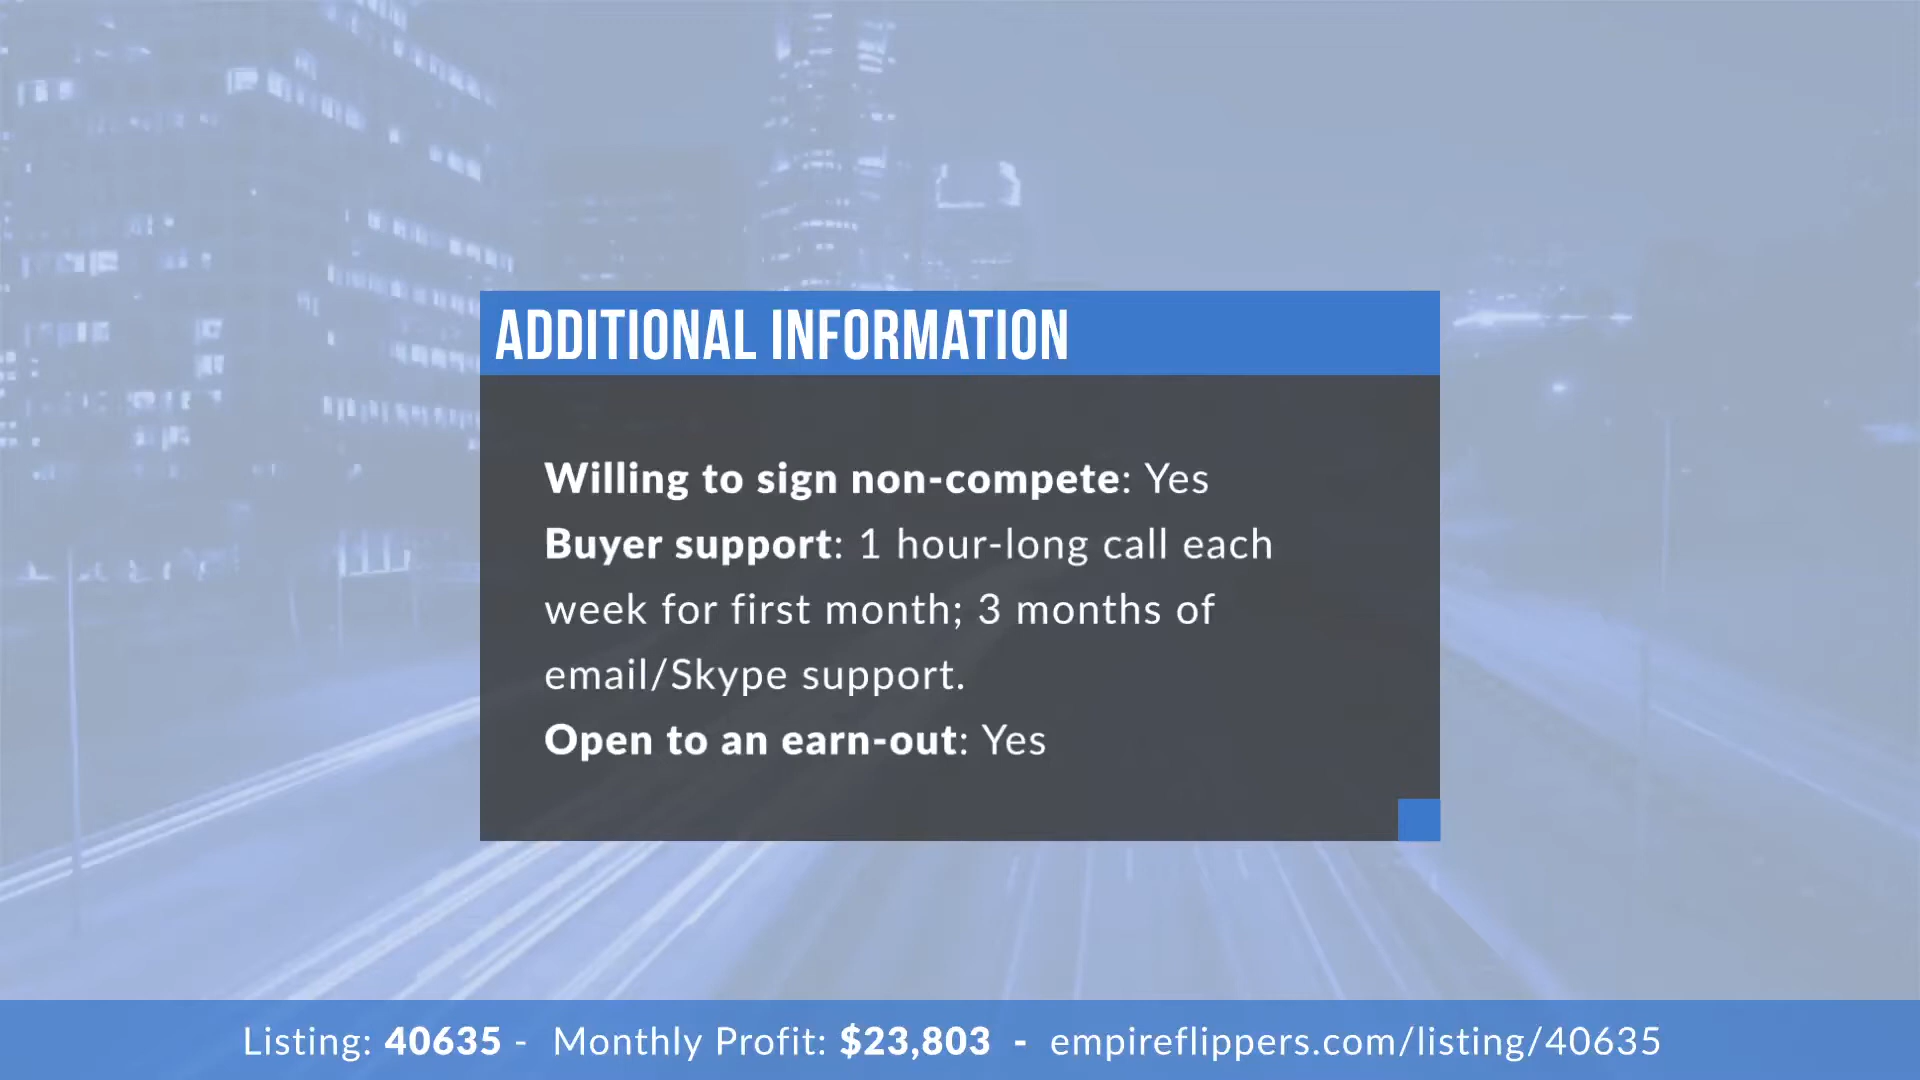 ADDITIONAL INFORMATION
Willing to sign non-compete: Yes
Buyer support: 1 hour-long call each
week for first month; 3 months of
email/Skype support.
Open to an earn-out: Yes
Listing: 40635 - Monthly Profit: $23,803 - empireflippers.com/listing/40635